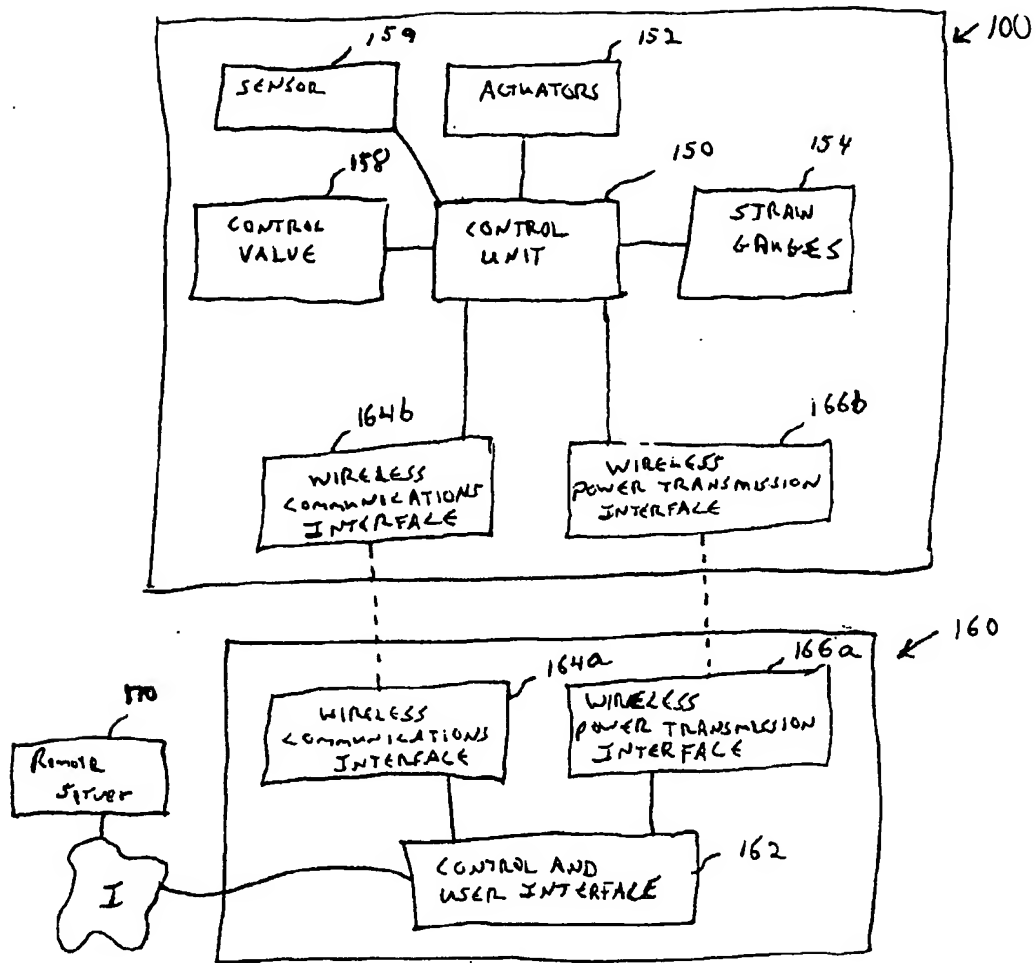 100
159
SENSOR
152
ACTUATORS
158
CONTROL
VALVE
150
CONTROL
UNIT
154
STRAIN
GAUGES
164b
WIRELESS
COMMUNICATIONS
INTERFACE
166b
WIRELESS
POWER TRANSMISSION
INTERFACE
160
164a
WIRELESS
COMMUNICATIONS
INTERFACE
166a
WIRELESS
POWER TRANSMISSION
INTERFACE
Remote
Server
I
162
CONTROL AND
USER INTERFACE